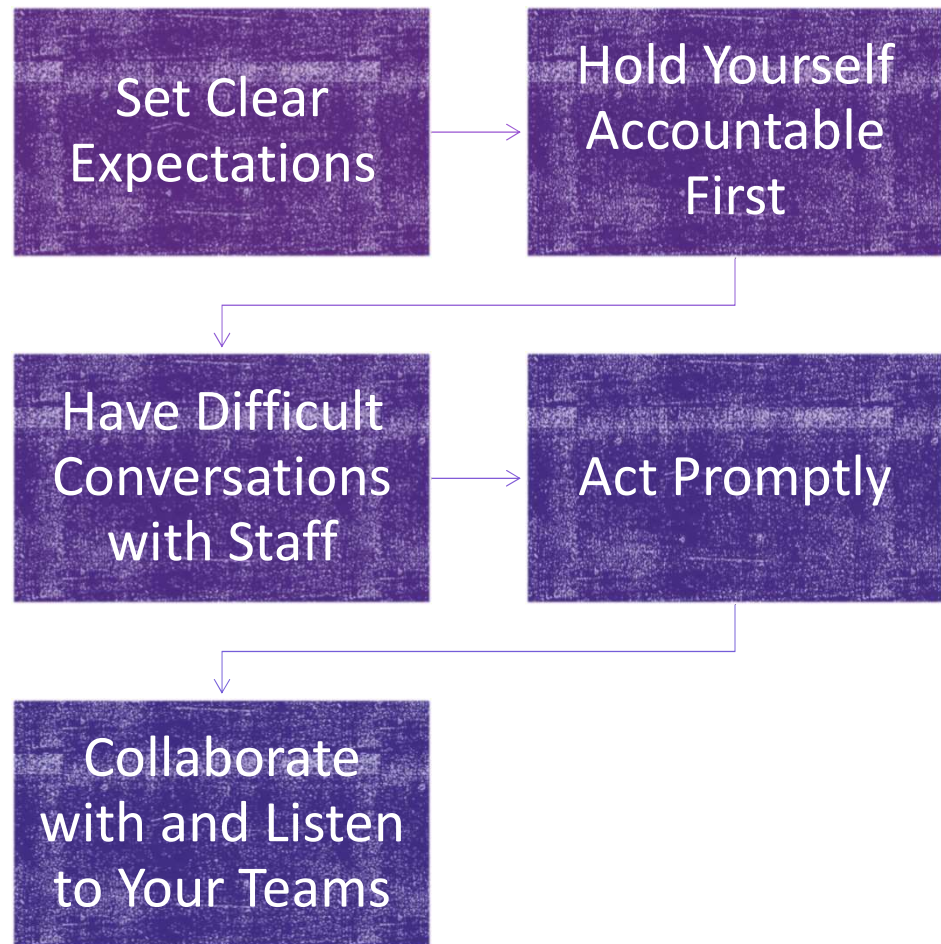 Set Clear
Expectations
Hold Yourself
Accountable
First
Have Difficult
Conversations
with Staff
Act Promptly
Collaborate
with and Listen
to Your Teams